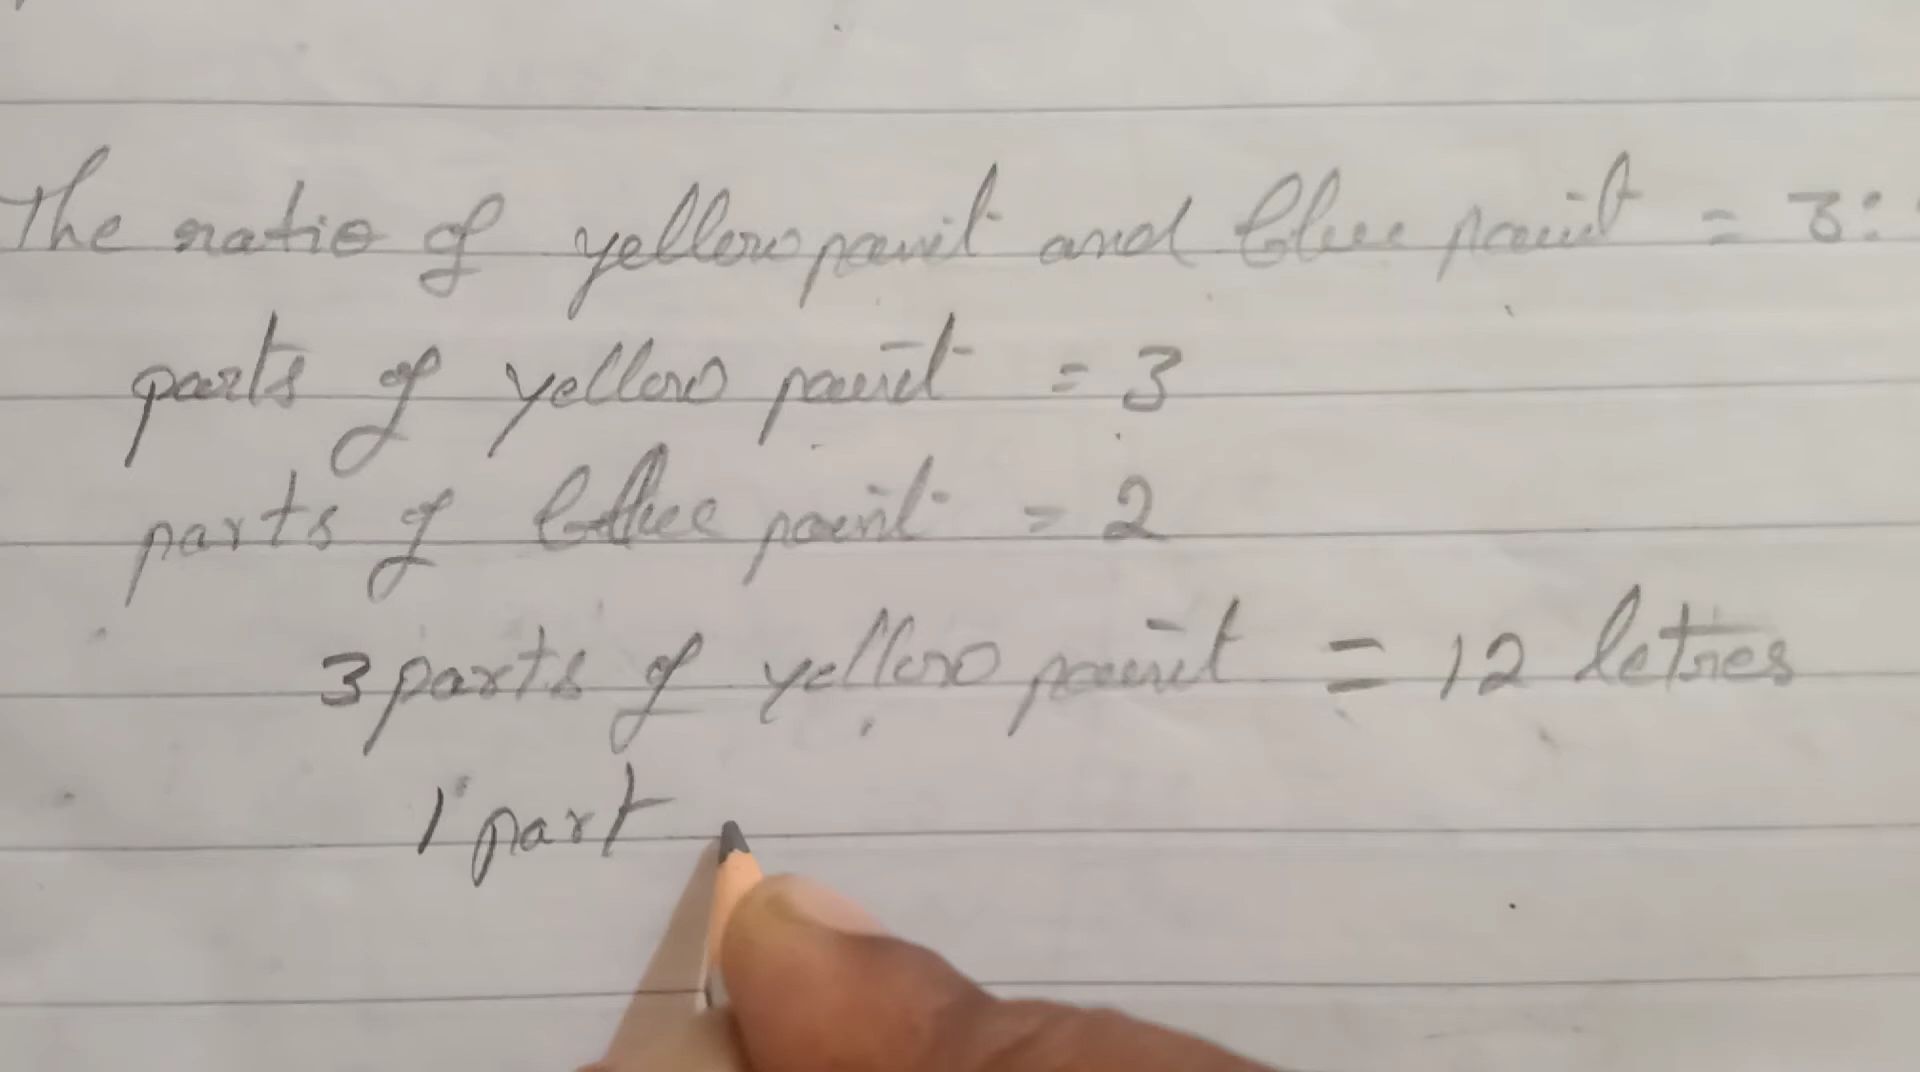 The ratio of yellow paint and blue paint = 3:
parts of yellow paint = 3
parts of blue paint = 2
3 parts of yellow paint = 12 letres
1 part